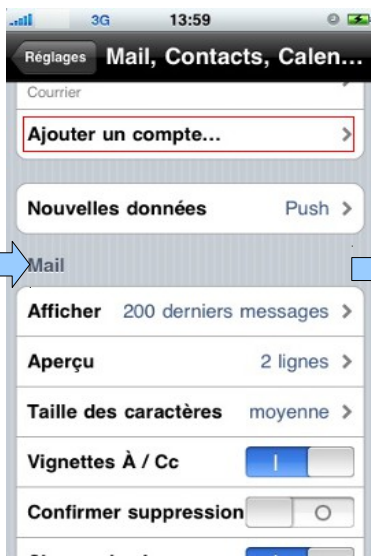 3G 13:59
Réglages Mail, Contacts, Calen...
Courrier
Ajouter un compte...
Nouvelles données Push
Mail
Afficher 200 derniers messages
Aperçu 2 lignes
Taille des caractères moyenne
Vignettes À / Cc
Confirmer suppression